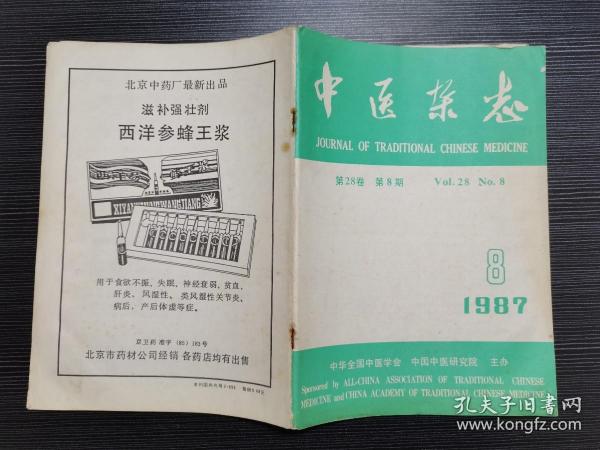 北京中药厂最新出品
滋补强壮剂
西洋参蜂王浆
XIYANGSHENFENGWANGJIANG
用于食欲不振、失眠、神经衰弱、贫血、
肝炎、风湿性、类风湿性关节炎、
病后、产后体虚等症。
京卫药准字(85)183号
北京市药材公司经销 各药店均有出售
中医杂志
JOURNAL OF TRADITIONAL CHINESE MEDICINE
第28卷 第8期 Vol.28 No.8
8
1987
中华全国中医学会 中国中医研究院 主办
Sponsored by ALL-CHINA ASSOCIATION OF TRADITIONAL CHINESE
MEDICINE and CHINA ACADEMY OF TRADITIONAL CHINESE MEDICINE
孔夫子旧书网
www.kongfz.com